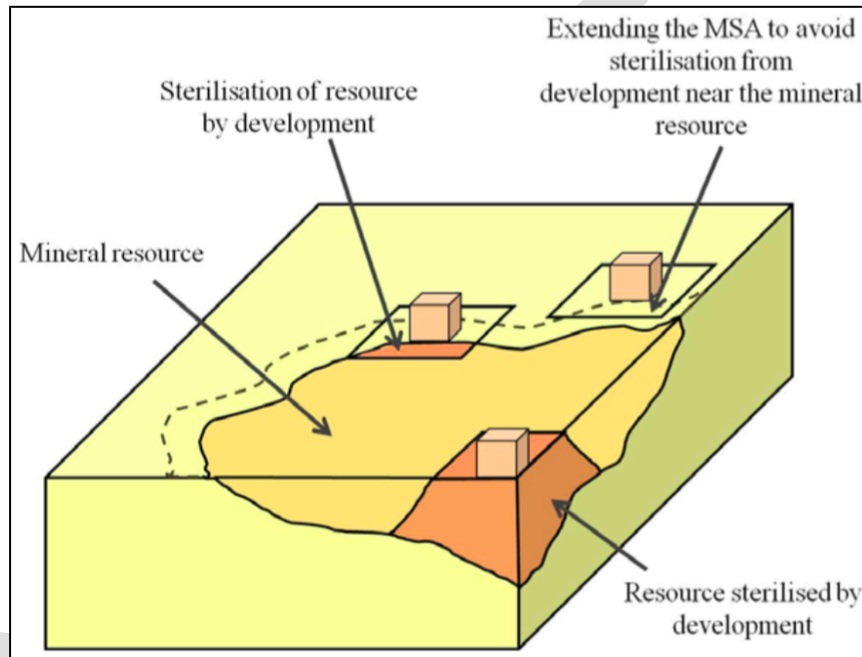 Extending the MSA to avoid
sterilisation from
development near the mineral
resource
Sterilisation of resource
by development
Mineral resource
Resource sterilised by
development